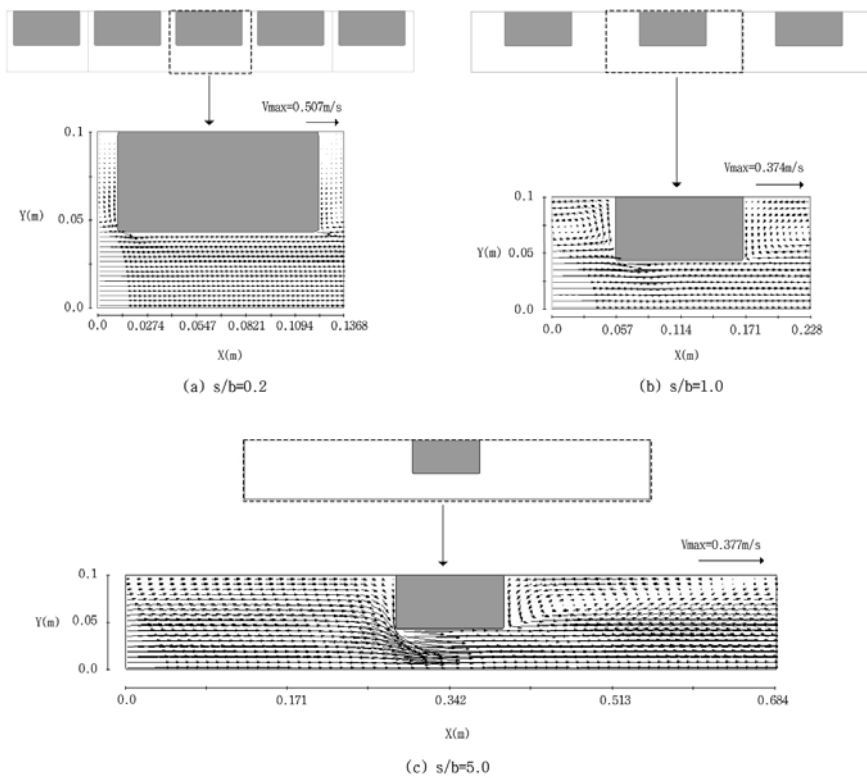 Vmax=0.507m/s
0.1
Y(m)
0.05
0.0
0.0 0.0274 0.0547 0.0821 0.1094 0.1368
X(m)
(a) s/b=0.2
Vmax=0.374m/s
0.1
Y(m)
0.05
0.0
0.0 0.057 0.114 0.171 0.228
X(m)
(b) s/b=1.0
Vmax=0.377m/s
0.1
Y(m)
0.05
0.0
0.0 0.171 0.342 0.513 0.684
X(m)
(c) s/b=5.0